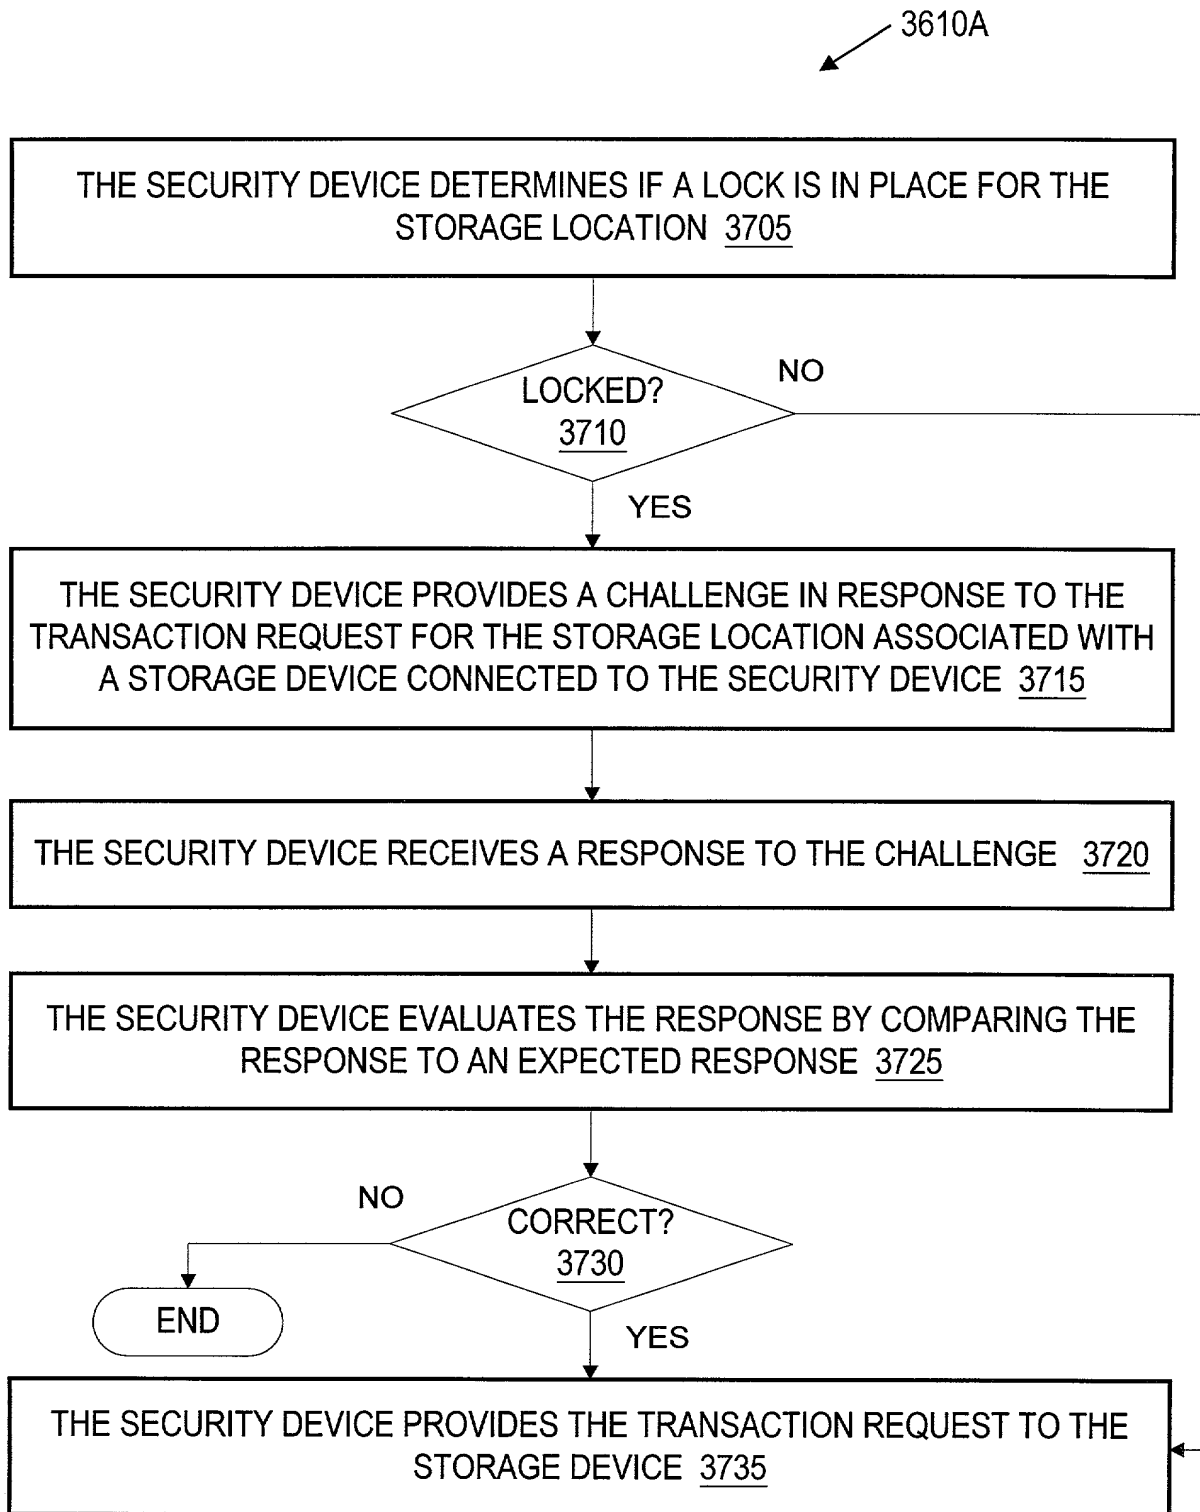 3610A
THE SECURITY DEVICE DETERMINES IF A LOCK IS IN PLACE FOR THE
STORAGE LOCATION 3705
LOCKED?
3710
NO
YES
THE SECURITY DEVICE PROVIDES A CHALLENGE IN RESPONSE TO THE
TRANSACTION REQUEST FOR THE STORAGE LOCATION ASSOCIATED WITH
A STORAGE DEVICE CONNECTED TO THE SECURITY DEVICE 3715
THE SECURITY DEVICE RECEIVES A RESPONSE TO THE CHALLENGE 3720
THE SECURITY DEVICE EVALUATES THE RESPONSE BY COMPARING THE
RESPONSE TO AN EXPECTED RESPONSE 3725
NO
CORRECT?
3730
END
YES
THE SECURITY DEVICE PROVIDES THE TRANSACTION REQUEST TO THE
STORAGE DEVICE 3735